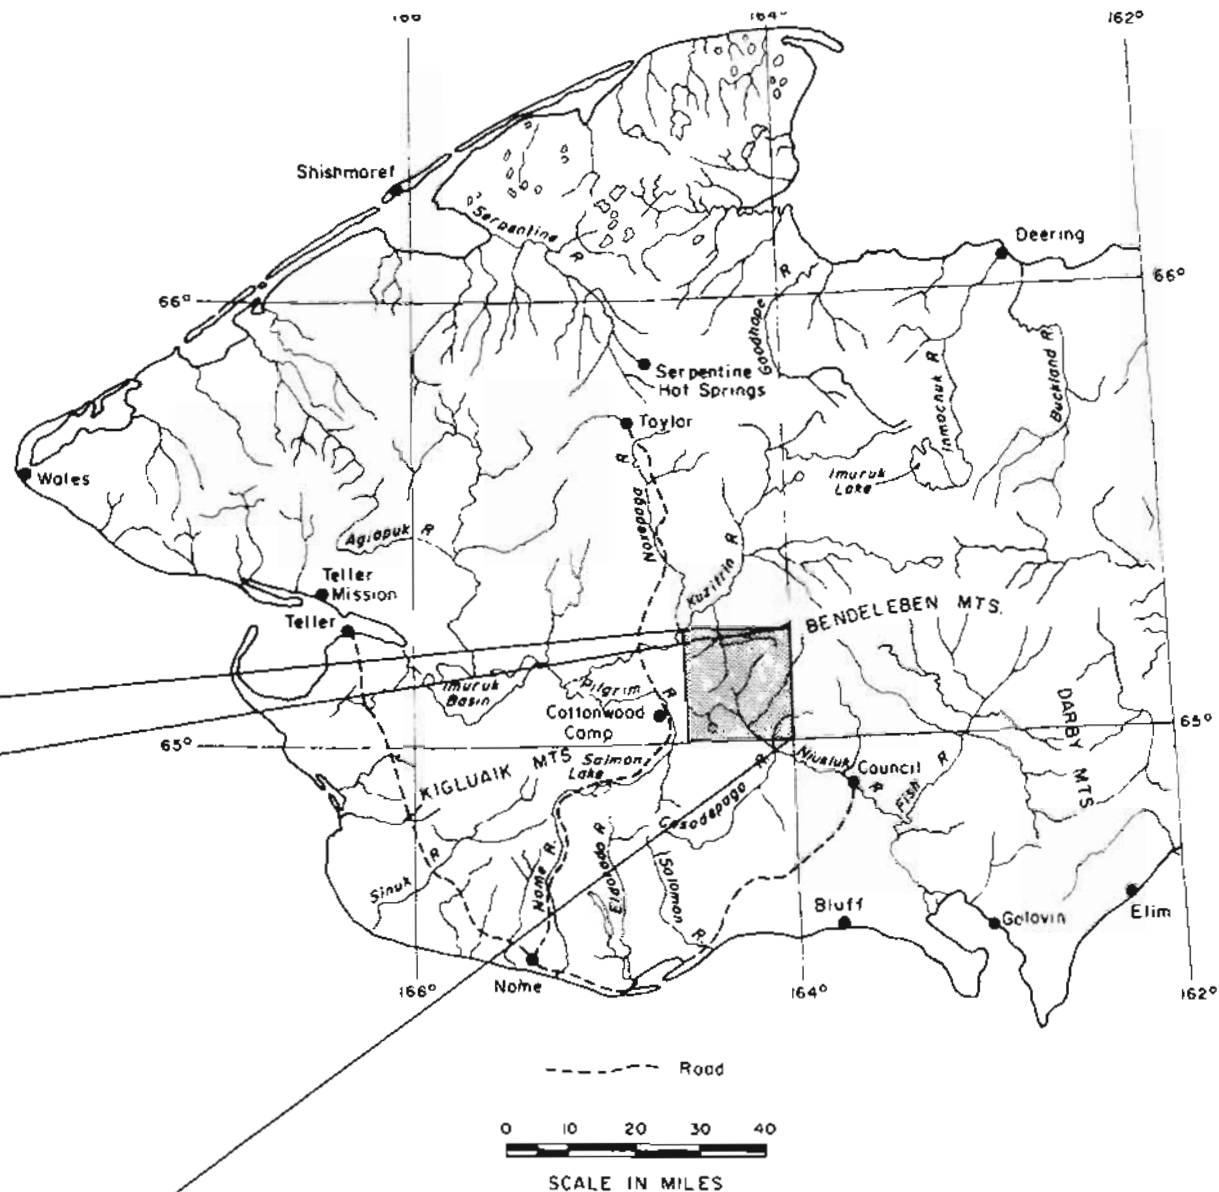 164°
162°
Shishmaref
Serpentine
R
Deering
R
66°
66°
Goodhope
Serpentine
Hot Springs
Inmachuk R
Buckland R
Taylor
R
Noxapaga
Wales
Imuruk
Lake
Agiapuk R
Kuzitrin R
Teller
Mission
Teller
BENDELEBEN MTS.
Imuruk
Basin
Pilgrim
R
Cottonwood
Camp
DARBY MTS
65°
65°
KIGLUAIK MTS
Salmon
Lake
Niukluk
R
Council
Fish R
Casadepaga R
Sinuk R
Nome R
Eldorado R
Solomon R
Bluff
Golovin
Elim
Nome
166°
164°
162°
Road
0 10 20 30 40
SCALE IN MILES